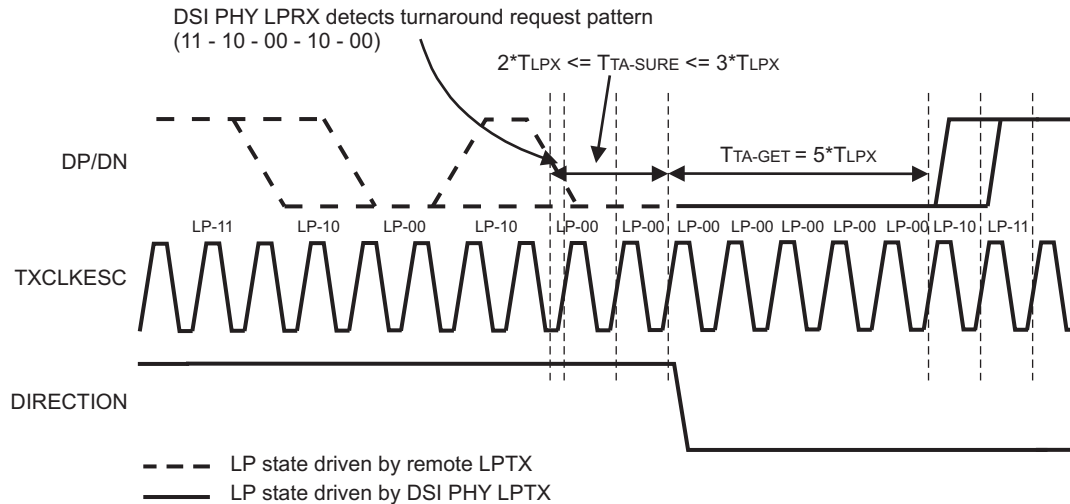 DSI PHY LPRX detects turnaround request pattern
(11 - 10 - 00 - 10 - 00)
2*TLPX <= TTA-SURE <= 3*TLPX
DP/DN
TTA-GET = 5*TLPX
LP-11 LP-10 LP-00 LP-10 LP-00 LP-00 LP-00 LP-00 LP-00 LP-00 LP-00 LP-10 LP-11
TXCLKESC
DIRECTION
LP state driven by remote LPTX
LP state driven by DSI PHY LPTX